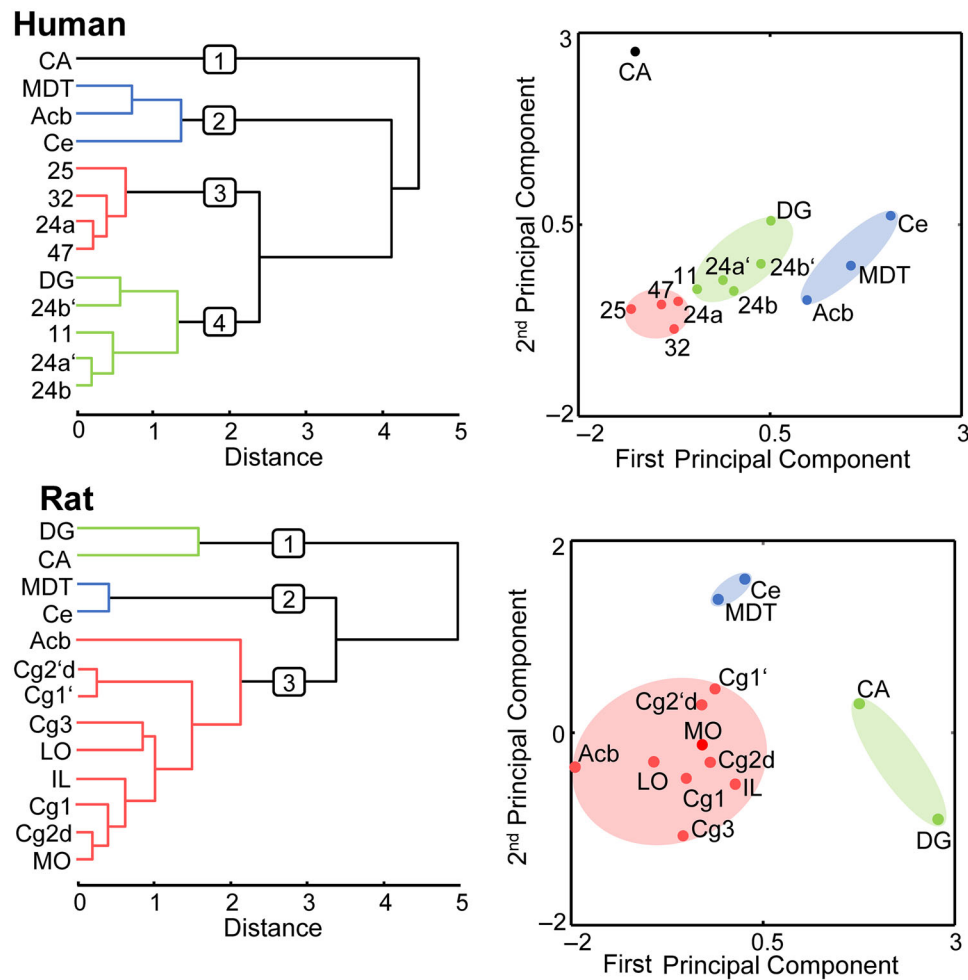 Human
CA
MDT
Acb
Ce
25
32
24a
47
DG
24b‘
11
24a‘
24b
1
2
3
4
0 1 2 3 4 5
Distance
3
0.5
–2
2nd Principal Component
CA
DG
Ce
24a‘
24b‘
MDT
11
47
25
24a
24b
Acb
32
–2 0.5 3
First Principal Component
Rat
DG
CA
MDT
Ce
Acb
Cg2‘d
Cg1‘
Cg3
LO
IL
Cg1
Cg2d
MO
1
2
3
0 1 2 3 4 5
Distance
2
0
–2
2nd Principal Component
Ce
MDT
Cg1‘
CA
Cg2‘d
MO
Acb
Cg2d
LO
IL
Cg1
Cg3
DG
–2 0.5 3
First Principal Component